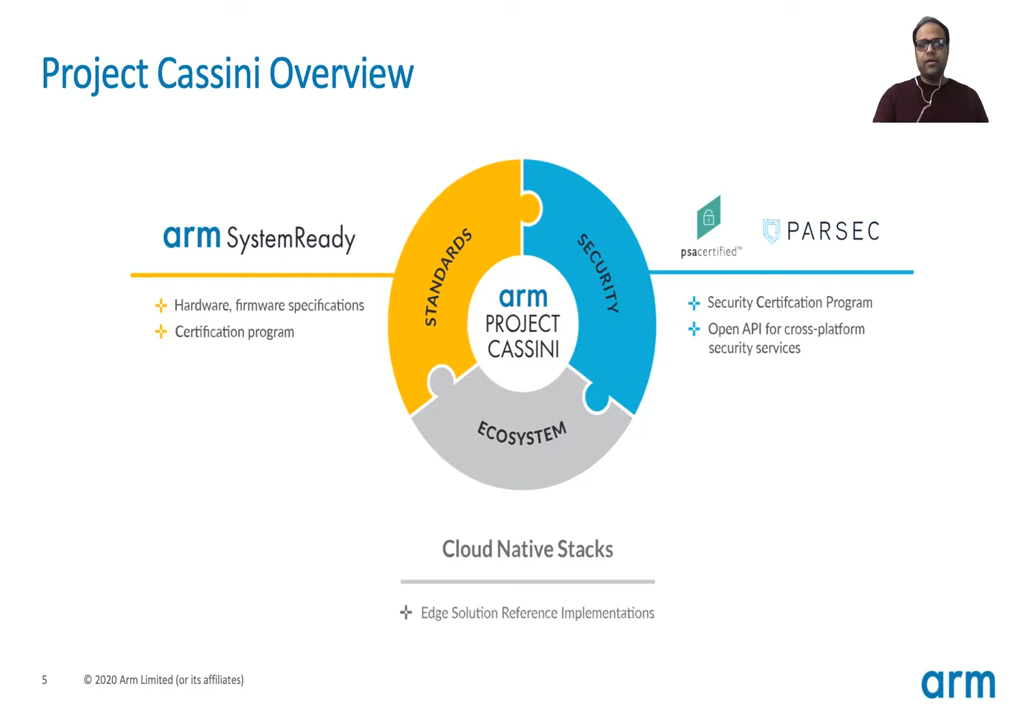 Project Cassini Overview
arm SystemReady
Hardware, firmware specifications
Certification program
STANDARDS
SECURITY
ECOSYSTEM
arm
PROJECT
CASSINI
psacertified™
PARSEC
Security Certifcation Program
Open API for cross-platform
security services
Cloud Native Stacks
Edge Solution Reference Implementations
5 © 2020 Arm Limited (or its affiliates)
arm